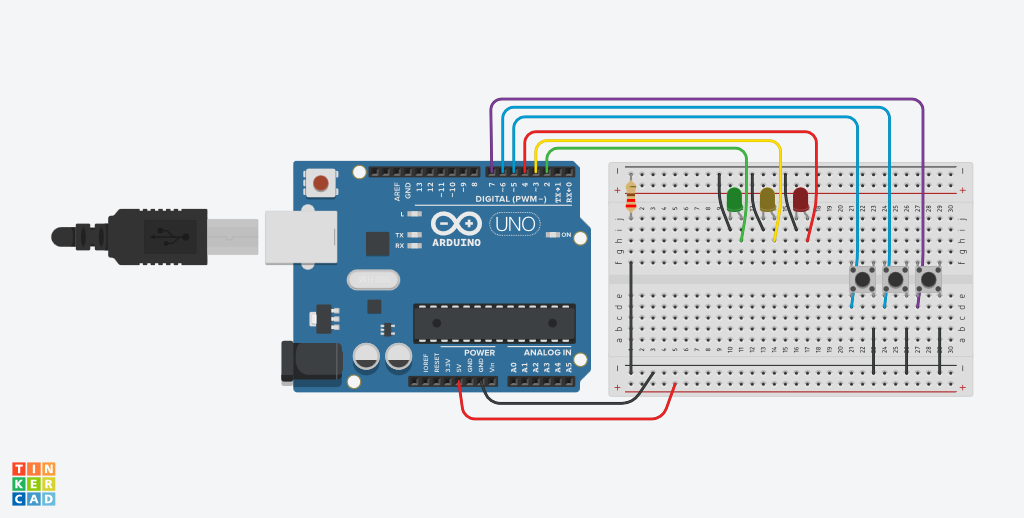 AREF
GND
13
12
~11
~10
~9
8
7
~6
~5
4
~3
2
TX→1
RX←0
DIGITAL (PWM~)
L
TX
RX
ARDUINO
UNO
ON
POWER
ANALOG IN
IOREF
RESET
3.3V
5V
GND
GND
Vin
A0
A1
A2
A3
A4
A5
j
i
h
g
f
e
d
c
b
a
TIN
KER
CAD